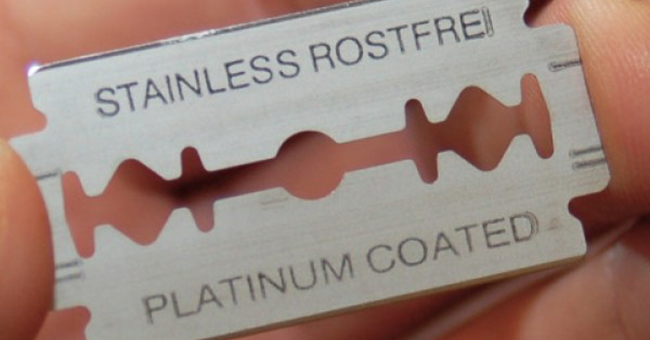 STAINLESS ROSTFREI
PLATINUM COATED